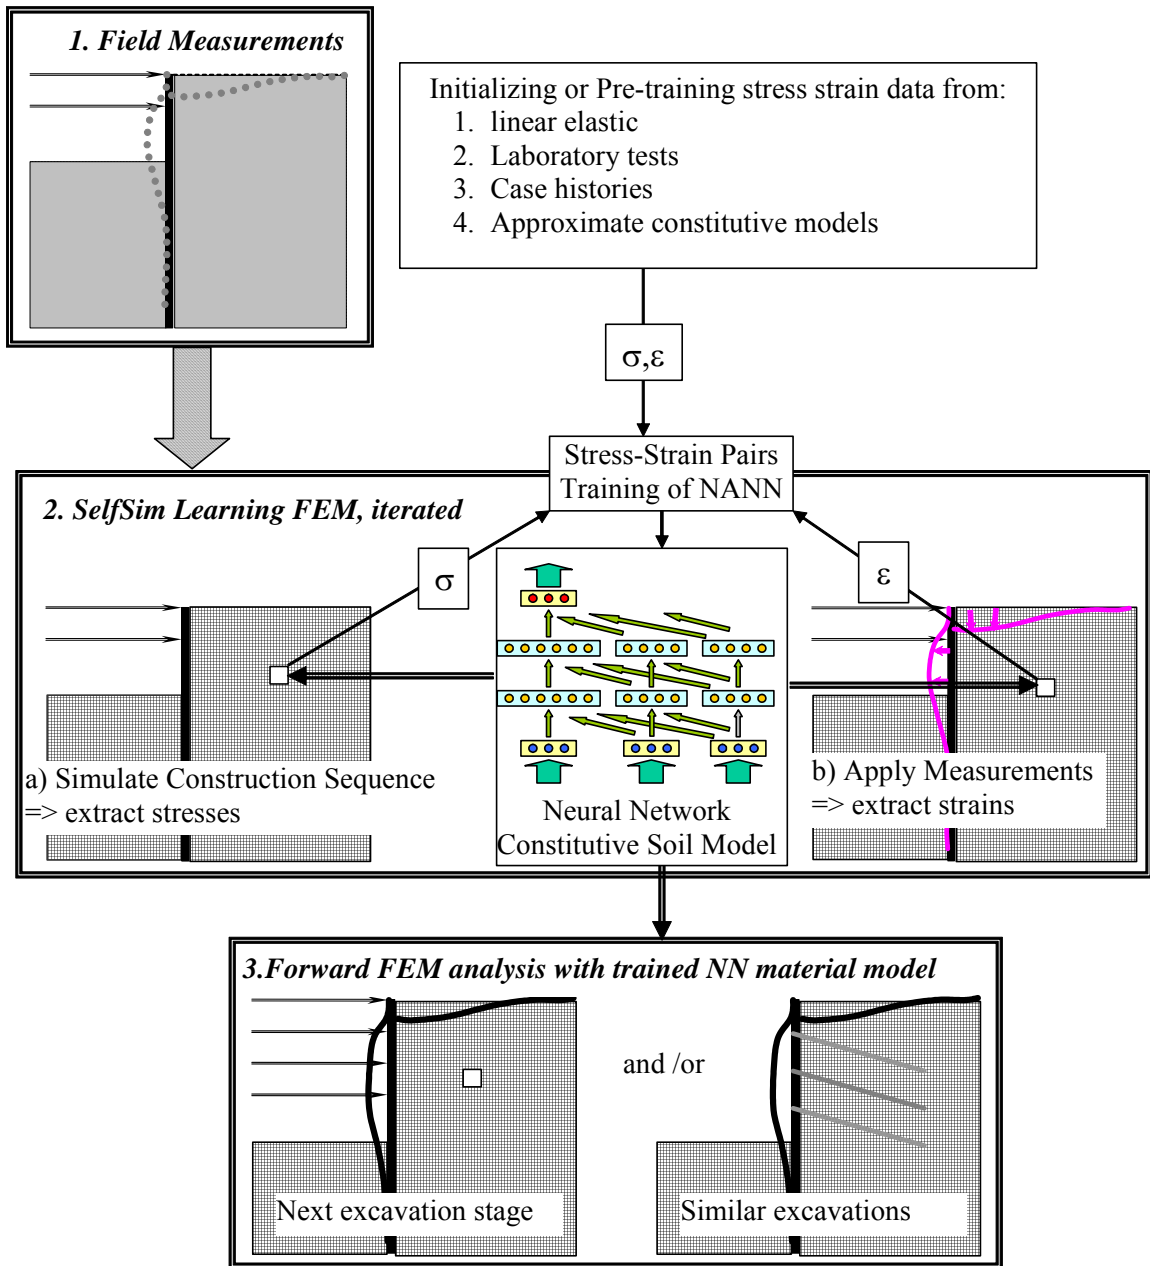 1. Field Measurements
Initializing or Pre-training stress strain data from:
1. linear elastic
2. Laboratory tests
3. Case histories
4. Approximate constitutive models
σ,ε
Stress-Strain Pairs
Training of NANN
2. SelfSim Learning FEM, iterated
σ
ε
a) Simulate Construction Sequence
=> extract stresses
Neural Network
Constitutive Soil Model
b) Apply Measurements
=> extract strains
3.Forward FEM analysis with trained NN material model
and /or
Next excavation stage
Similar excavations